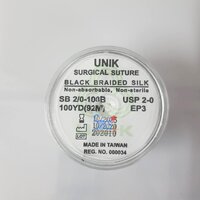 UNIK
SURGICAL SUTURE
BLACK BRAIDED SILK
Non-absorbable, Non-sterile
SB 2/0-100B USP 2-0
100YD(92M) EP3
MADE IN TAIWAN
REG. NO. 000034